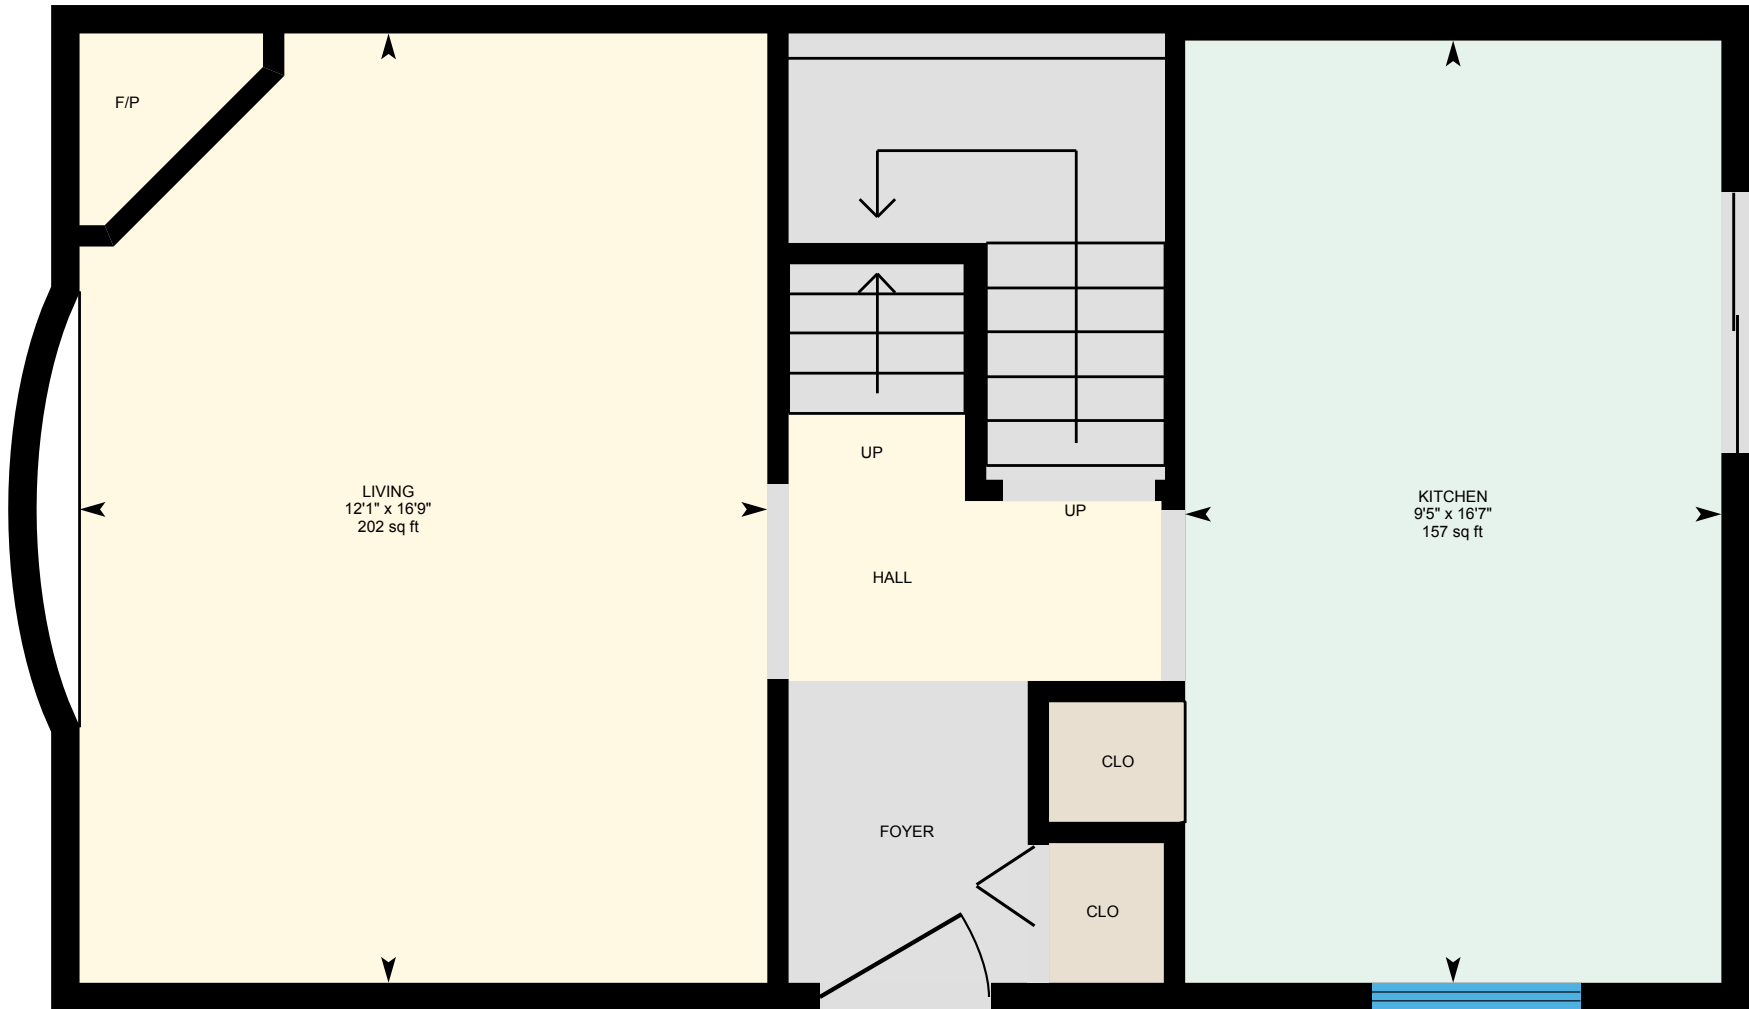 F/P
UP
LIVING
12'1" x 16'9"
202 sq ft
UP
KITCHEN
9'5" x 16'7"
157 sq ft
HALL
CLO
FOYER
CLO